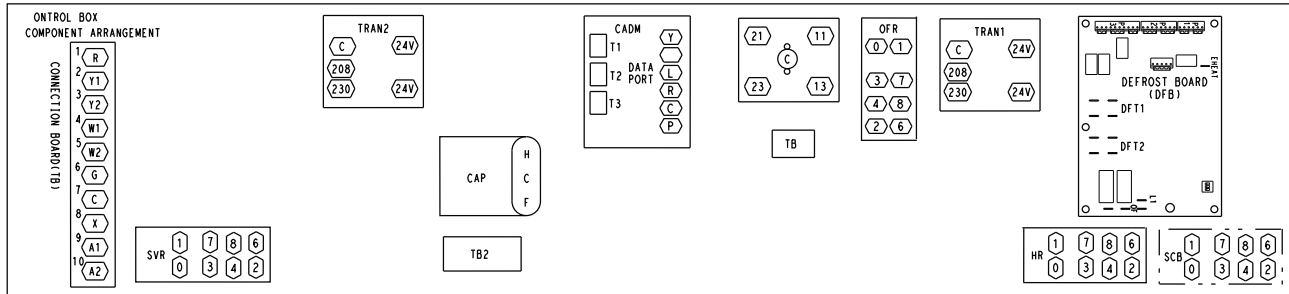 ONTROL BOX
COMPONENT ARRANGEMENT
CONNECTION BOARD(TB)
1 R
2 Y1
3 Y2
4 W1
5 W2
6 G
7 C
8 X
9 A1
10 A2
SVR
1 7 8 6
0 3 4 2
TRAN2
C 24V
208
230 24V
CAP
H
C
F
TB2
CADM
T1
T2
T3
DATA
PORT
Y
L
R
C
P
21 11
C
23 13
TB
OFR
0 1
3 7
4 8
2 6
TRAN1
C 24V
208
230 24V
EHEAT
DEFROST BOARD
(DFB)
DFT1
DFT2
L1
OF
HR
1 7 8 6
0 3 4 2
SCB
1 7 8 6
0 3 4 2